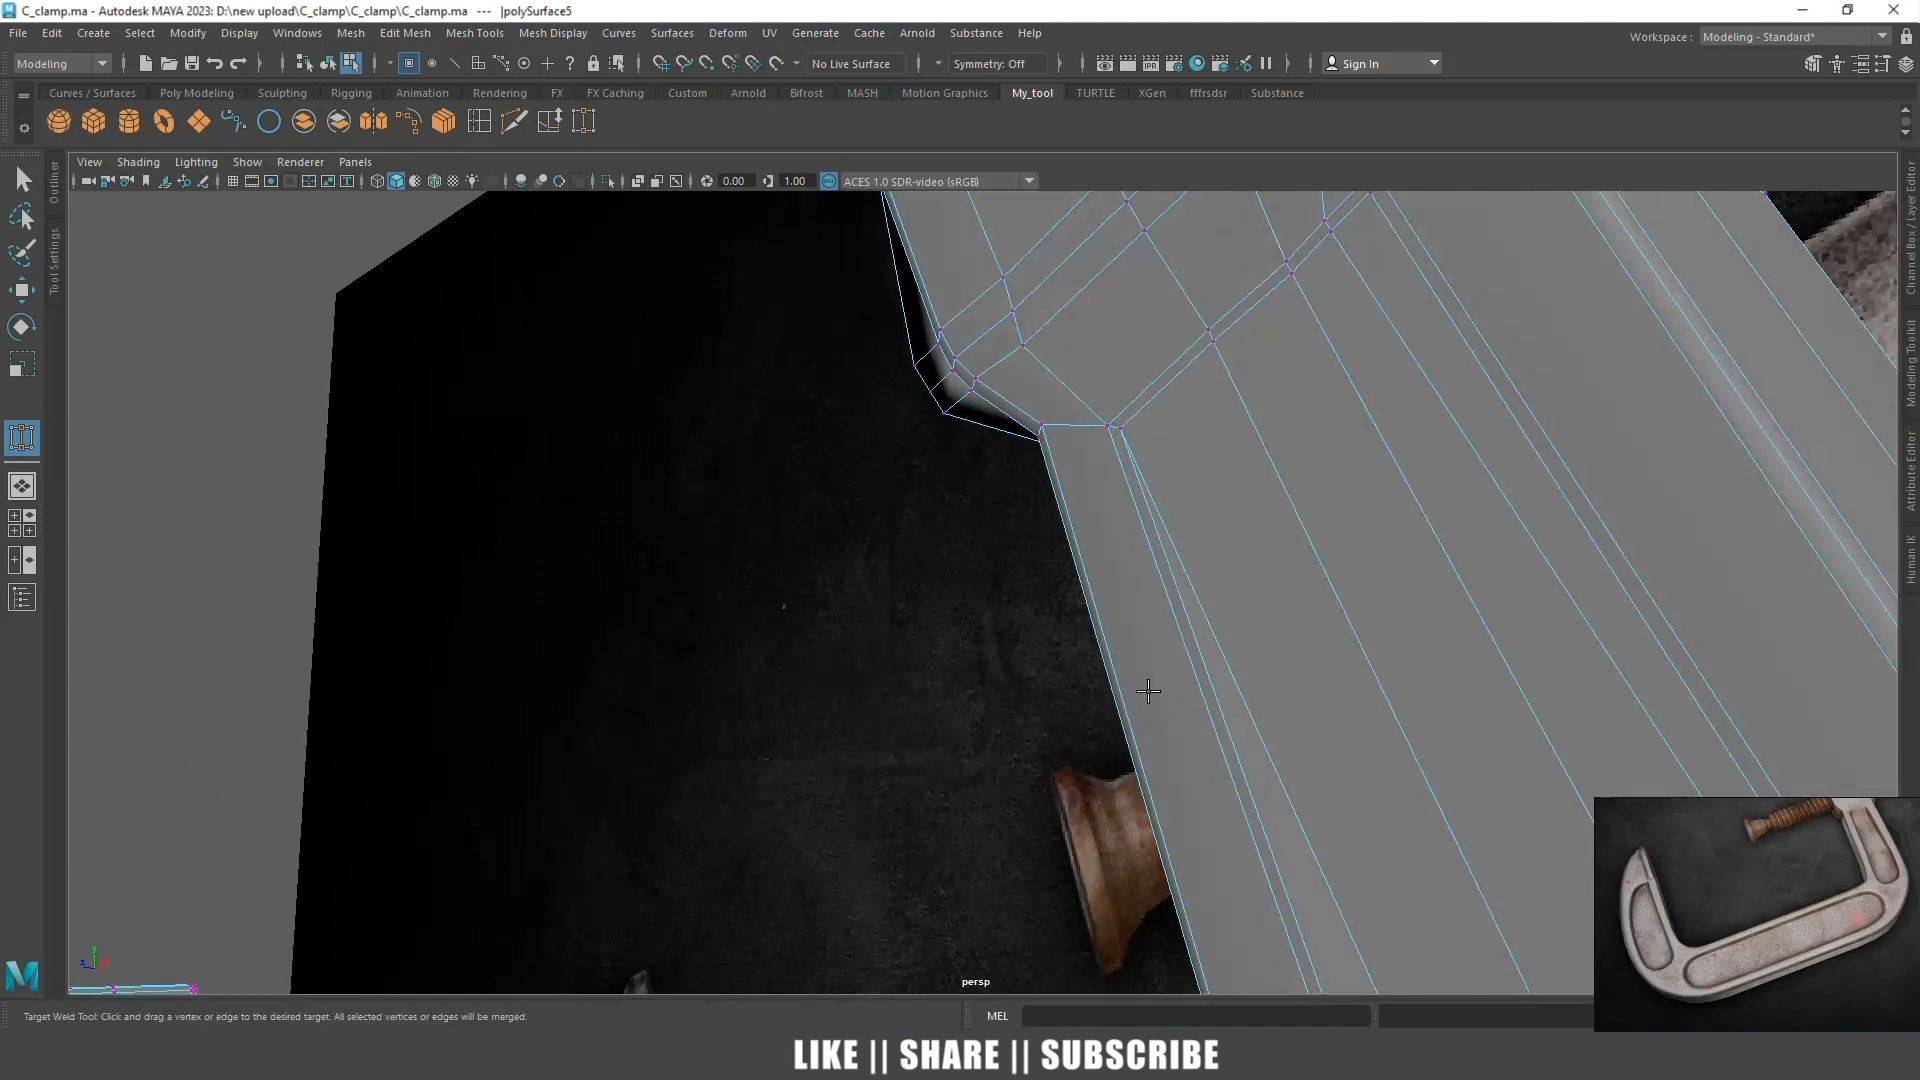 C_clamp.ma - Autodesk MAYA 2023: D:\new upload\C_clamp\C_clamp\C_clamp.ma --- |polySurface5
File Edit Create Select Modify Display Windows Mesh Edit Mesh Mesh Tools Mesh Display Curves Surfaces Deform UV Generate Cache Arnold Substance Help
Workspace : Modeling - Standard*
Modeling No Live Surface Symmetry: Off IPR Sign In
Curves / Surfaces Poly Modeling Sculpting Rigging Animation Rendering FX FX Caching Custom Arnold Bifrost MASH Motion Graphics My_tool TURTLE XGen fffrsdsr Substance
View Shading Lighting Show Renderer Panels
0.00 1.00 ON ACES 1.0 SDR-video (sRGB)
Outliner
Tool Settings
Channel Box / Layer Editor
Modeling Toolkit
Attribute Editor
Human IK
y
z
persp
Target Weld Tool: Click and drag a vertex or edge to the desired target. All selected vertices or edges will be merged.
MEL
LIKE || SHARE || SUBSCRIBE